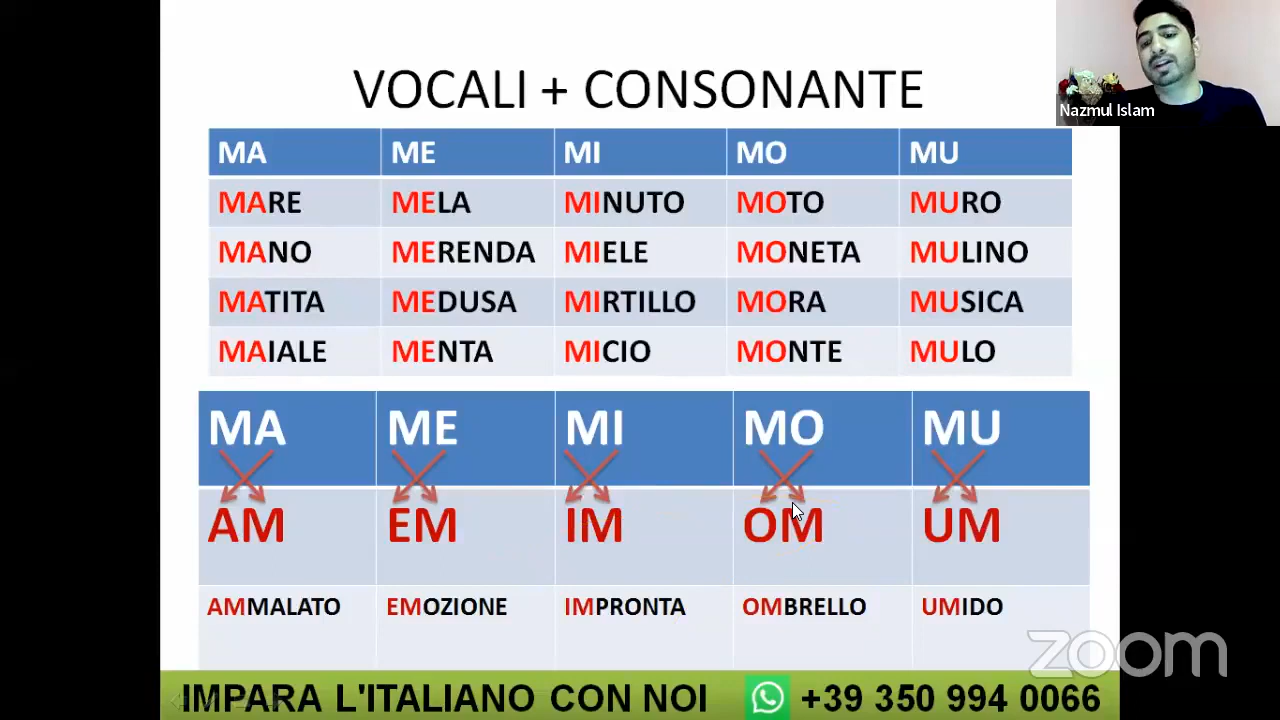 VOCALI + CONSONANTE
Nazmul Islam
MA ME MI MO MU
MARE MELA MINUTO MOTO MURO
MANO MERENDA MIELE MONETA MULINO
MATITA MEDUSA MIRTILLO MORA MUSICA
MAIALE MENTA MICIO MONTE MULO
MA ME MI MO MU
AM EM IM OM UM
AMMALATO EMOZIONE IMPRONTA OMBRELLO UMIDO
zoom
IMPARA L'ITALIANO CON NOI +39 350 994 0066